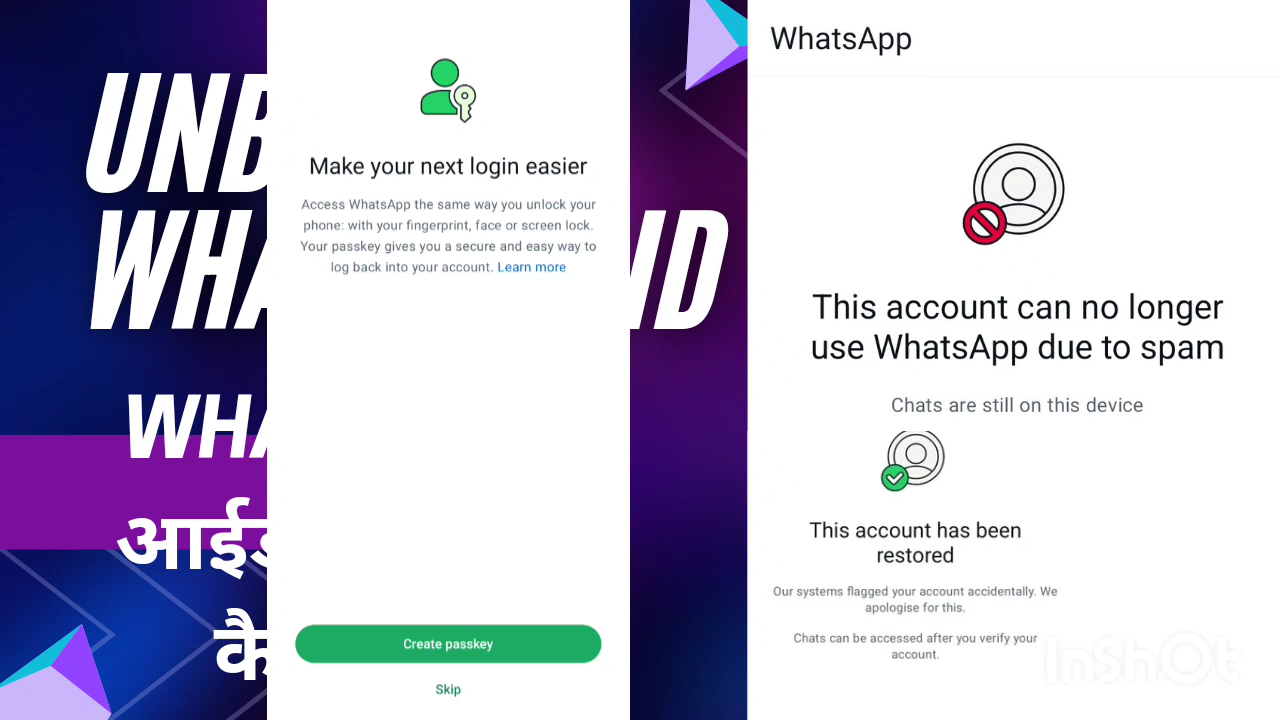 UNB
WHA
ND
WHA
आईड
कै
Make your next login easier
Access WhatsApp the same way you unlock your
phone: with your fingerprint, face or screen lock.
Your passkey gives you a secure and easy way to
log back into your account. Learn more
Create passkey
Skip
WhatsApp
This account can no longer
use WhatsApp due to spam
Chats are still on this device
This account has been
restored
Our systems flagged your account accidentally. We
apologise for this.
Chats can be accessed after you verify your
account.
InShOt